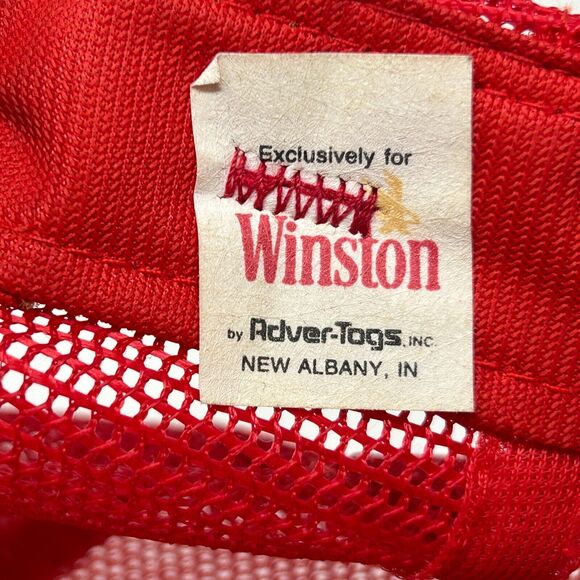 Exclusively for
Winston
by Adver-Togs, INC.
NEW ALBANY, IN